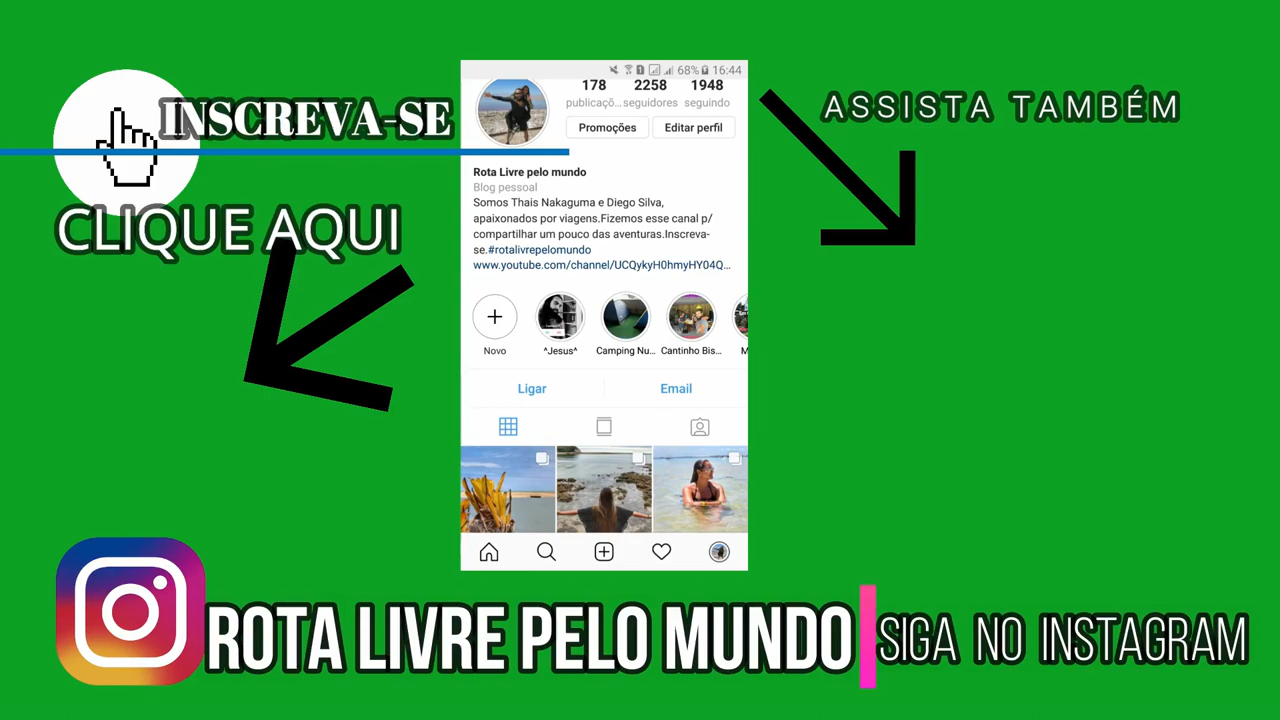 INSCREVA-SE
CLIQUE AQUI
68% 16:44
178 2258 1948
publicaçõ... seguidores seguindo
Promoções Editar perfil
Rota Livre pelo mundo
Blog pessoal
Somos Thais Nakaguma e Diego Silva,
apaixonados por viagens.Fizemos esse canal p/
compartilhar um pouco das aventuras.Inscreva-
se.#rotalivrepelomundo
www.youtube.com/channel/UCQykyH0hmyHY04Q...
Novo ^Jesus^ Camping Nu... Cantinho Bis... M
Ligar Email
ASSISTA TAMBÉM
ROTA LIVRE PELO MUNDO
SIGA NO INSTAGRAM